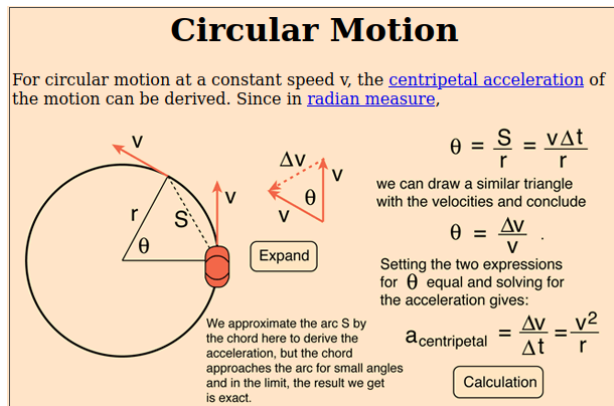 Circular Motion
For circular motion at a constant speed v, the centripetal acceleration of
the motion can be derived. Since in radian measure,
v
r
S
θ
v
Δv
v
θ
v
Expand
We approximate the arc S by
the chord here to derive the
acceleration, but the chord
approaches the arc for small angles
and in the limit, the result we get
is exact.
θ = S/r = vΔt/r
we can draw a similar triangle
with the velocities and conclude
θ = Δv/v .
Setting the two expressions
for θ equal and solving for
the acceleration gives:
a centripetal = Δv/Δt = v²/r
Calculation